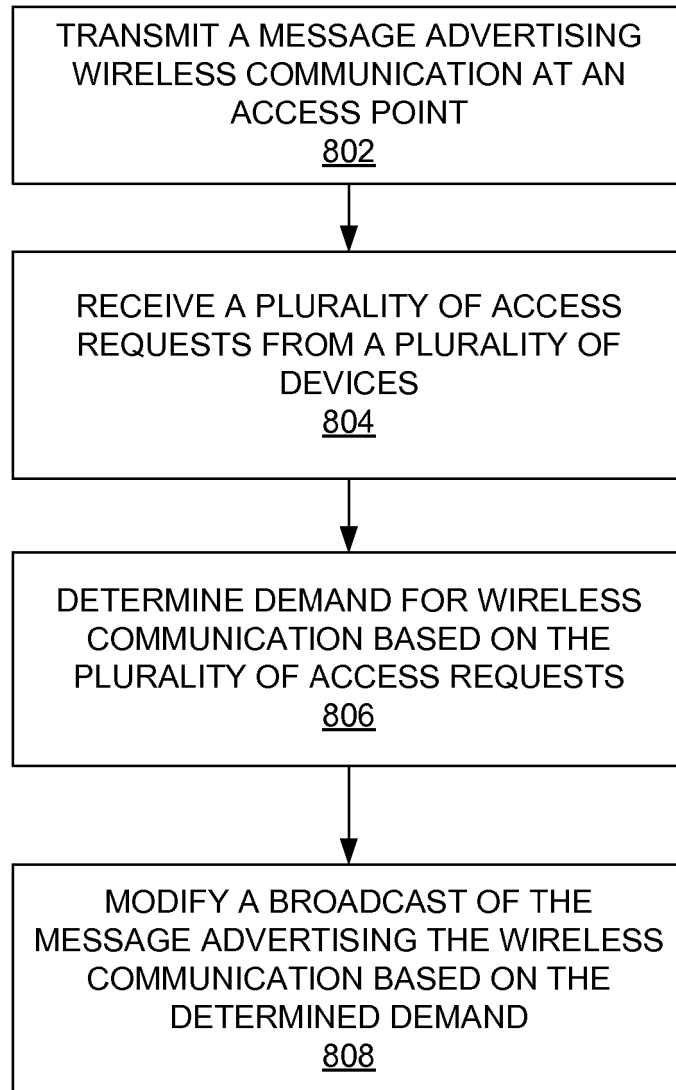 TRANSMIT A MESSAGE ADVERTISING
WIRELESS COMMUNICATION AT AN
ACCESS POINT
802
RECEIVE A PLURALITY OF ACCESS
REQUESTS FROM A PLURALITY OF
DEVICES
804
DETERMINE DEMAND FOR WIRELESS
COMMUNICATION BASED ON THE
PLURALITY OF ACCESS REQUESTS
806
MODIFY A BROADCAST OF THE
MESSAGE ADVERTISING THE WIRELESS
COMMUNICATION BASED ON THE
DETERMINED DEMAND
808